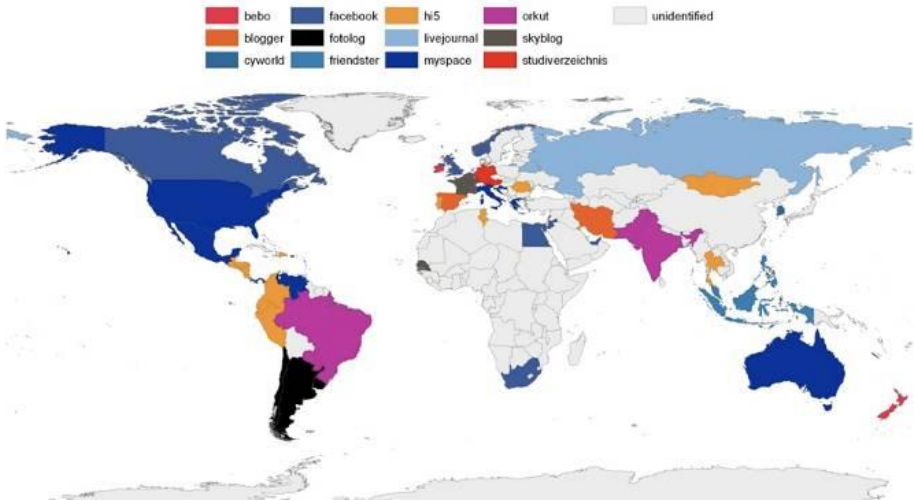 bebo facebook hi5 orkut unidentified
blogger fotolog livejournal skyblog
cyworld friendster myspace studiverzeichnis